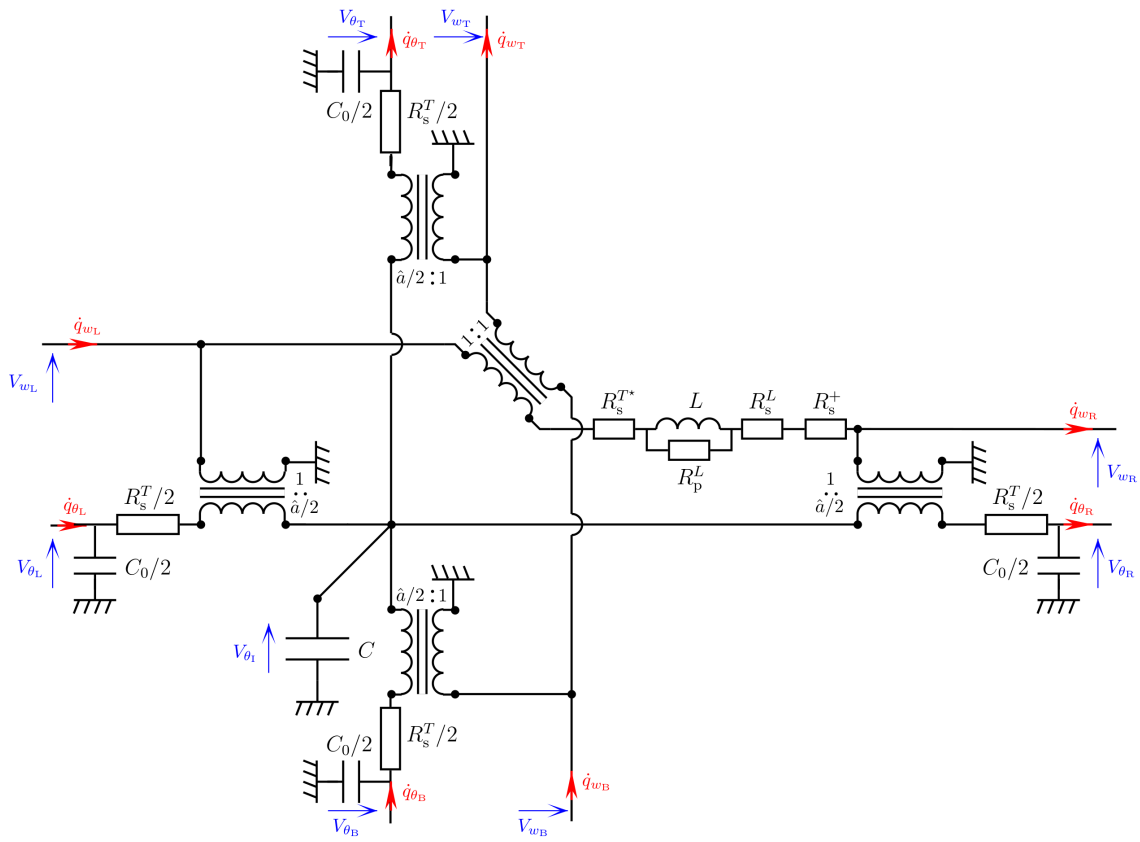 V_{θ_T}
q̇_{θ_T}
V_{w_T}
q̇_{w_T}
C_0/2
R_s^T/2
â/2 : 1
q̇_{w_L}
V_{w_L}
1 : 1
R_s^{T⋆}
L
R_s^L
R_s^+
R_p^L
q̇_{w_R}
V_{w_R}
q̇_{θ_L}
R_s^T/2
1
:
â/2
1
:
â/2
R_s^T/2
q̇_{θ_R}
V_{θ_L}
C_0/2
C_0/2
V_{θ_R}
â/2 : 1
V_{θ_I}
C
C_0/2
R_s^T/2
q̇_{θ_B}
q̇_{w_B}
V_{θ_B}
V_{w_B}